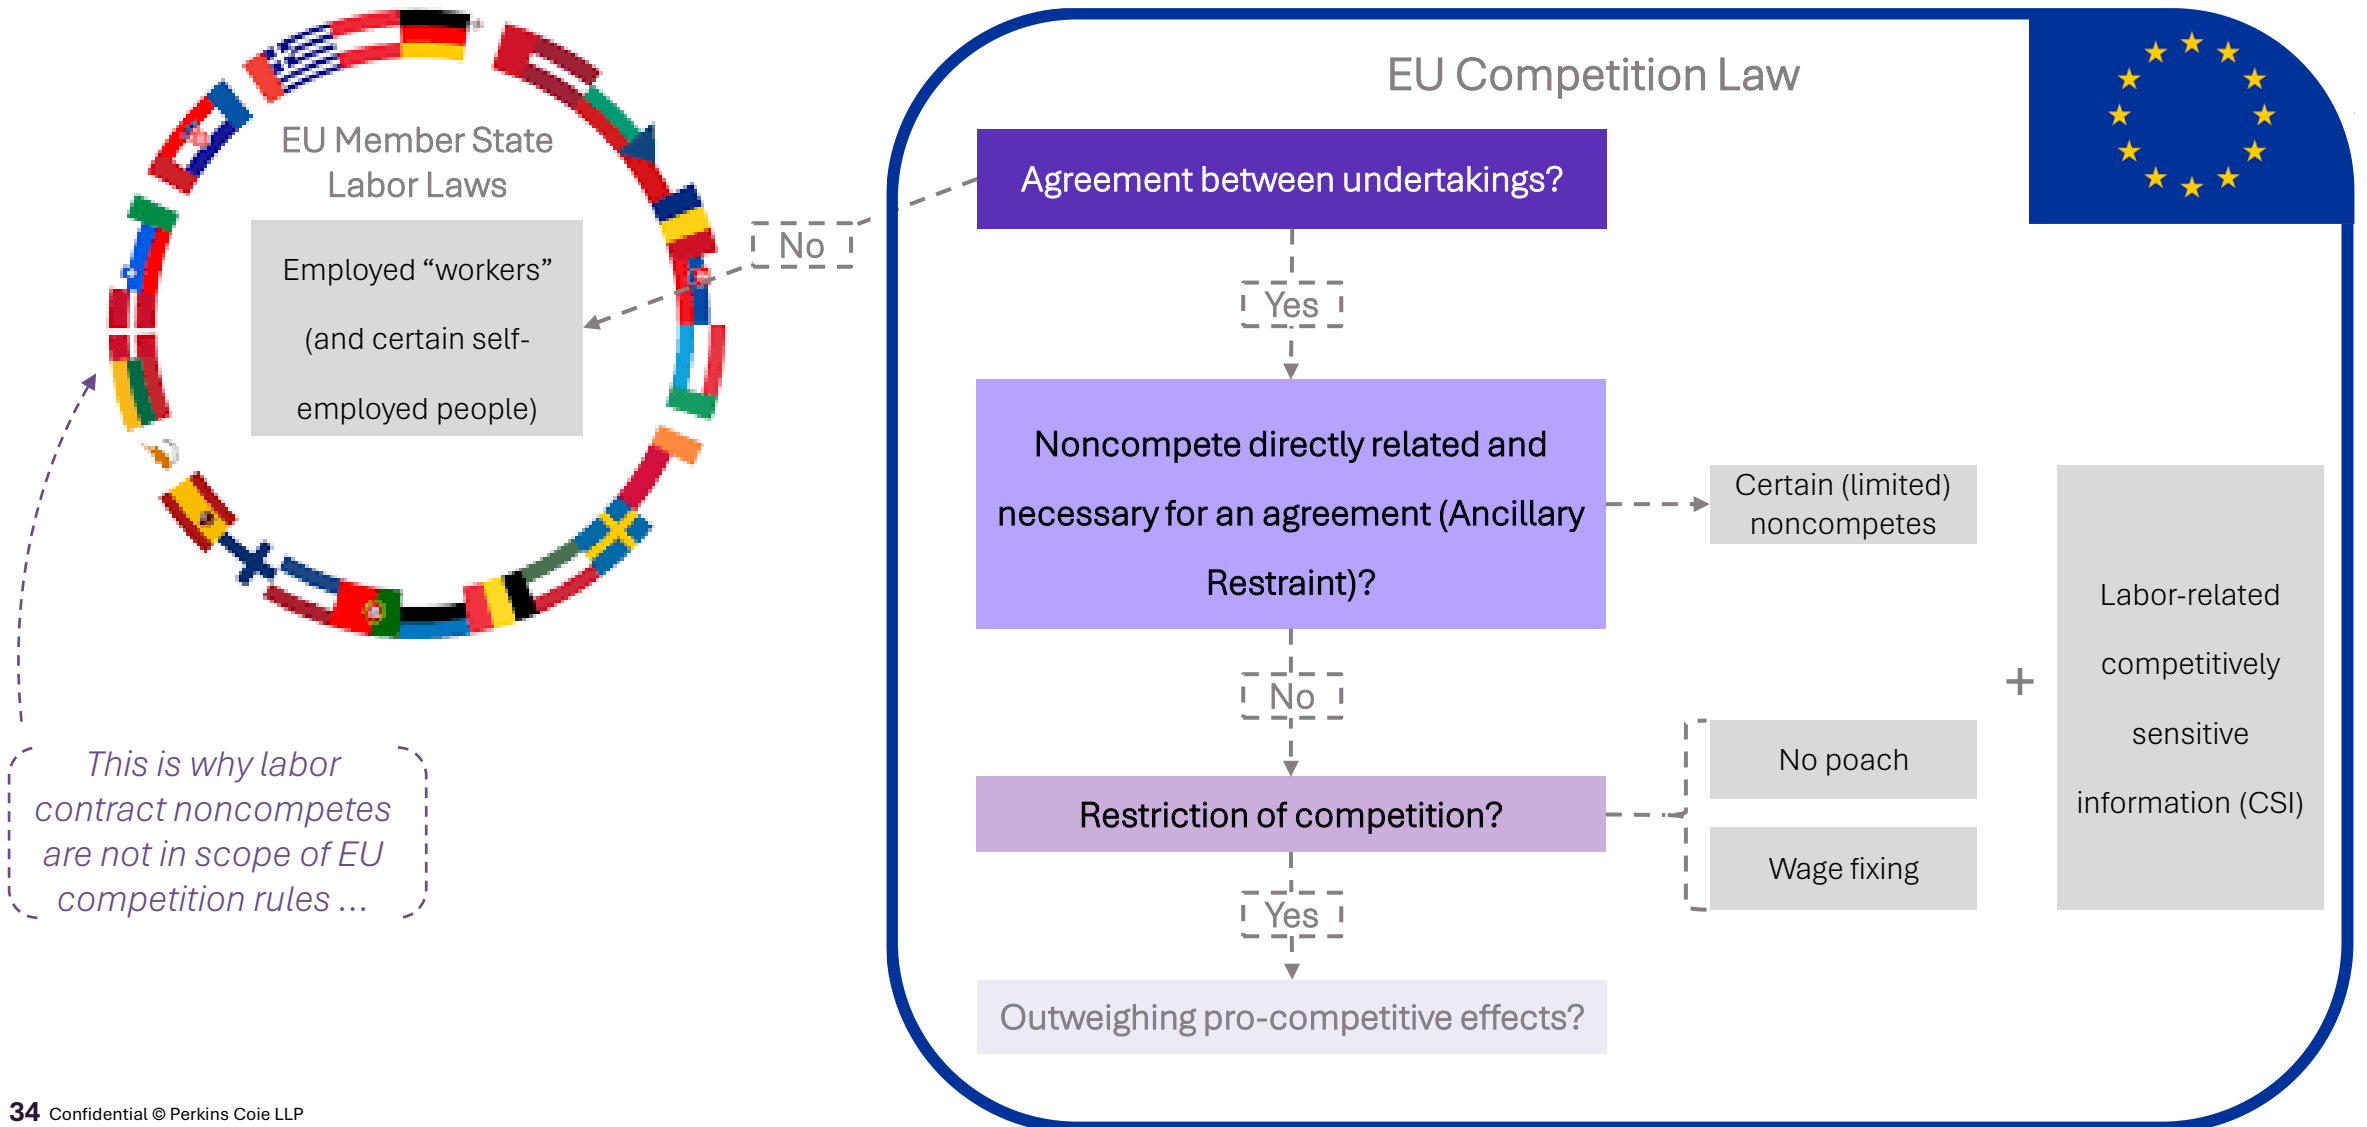 EU Member State
Labor Laws
Employed “workers”
(and certain self-
employed people)
This is why labor
contract noncompetes
are not in scope of EU
competition rules ...
No
EU Competition Law
Agreement between undertakings?
Yes
Noncompete directly related and
necessary for an agreement (Ancillary
Restraint)?
Certain (limited)
noncompetes
No
Restriction of competition?
No poach
Wage fixing
+
Labor-related
competitively
sensitive
information (CSI)
Yes
Outweighing pro-competitive effects?
34 Confidential © Perkins Coie LLP